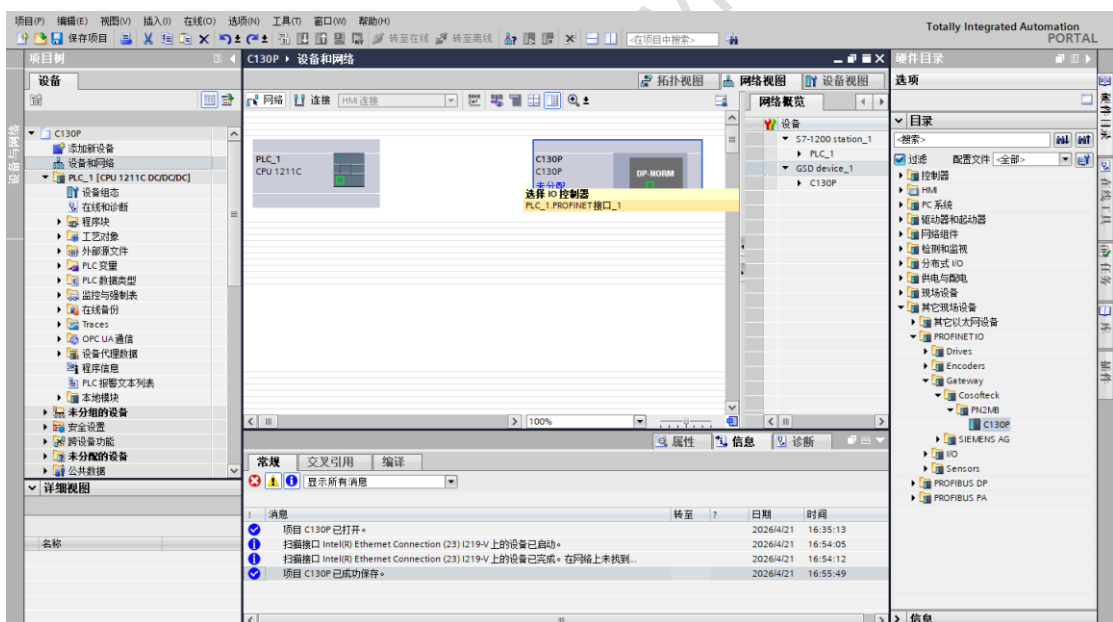 项目(P) 编辑(E) 视图(V) 插入(I) 在线(O) 选项(N) 工具(T) 窗口(W) 帮助(H)
Totally Integrated Automation
PORTAL
保存项目 转至在线 转至离线 <在项目中搜索>
项目树
C130P 设备和网络
硬件目录
设备
拓扑视图 网络视图 设备视图
选项
网络 连接 HMI 连接
网络概览
设备与网络
C130P
添加新设备
设备和网络
PLC_1 [CPU 1211C DC/DC/DC]
设备组态
在线和诊断
程序块
工艺对象
外部源文件
PLC 变量
PLC 数据类型
监控与强制表
在线备份
Traces
OPC UA 通信
设备代理数据
程序信息
PLC 报警文本列表
本地模块
未分组的设备
安全设置
跨设备功能
未分配的设备
公共数据
详细视图
名称
PLC_1
CPU 1211C
C130P
C130P
未分配
DP-NORM
选择 IO 控制器
PLC_1.PROFINET接口_1
100%
设备
S7-1200 station_1
PLC_1
GSD device_1
C130P
属性 信息 诊断
常规 交叉引用 编译
显示所有消息
! 消息 转至 ? 日期 时间
项目 C130P 已打开。 2026/4/21 16:35:13
扫描接口 Intel(R) Ethernet Connection (23) I219-V 上的设备已启动。 2026/4/21 16:54:05
扫描接口 Intel(R) Ethernet Connection (23) I219-V 上的设备已完成。在网络上未找到... 2026/4/21 16:54:12
项目 C130P 已成功保存。 2026/4/21 16:55:49
目录
<搜索>
过滤 配置文件 <全部>
控制器
HMI
PC 系统
驱动器和起动器
网络组件
检测和监视
分布式 I/O
供电与配电
现场设备
其它现场设备
其它以太网设备
PROFINET IO
Drives
Encoders
Gateway
Cosofteck
PN2MB
C130P
SIEMENS AG
I/O
Sensors
PROFIBUS DP
PROFIBUS PA
信息
硬件目录
在线工具
任务
库
插件